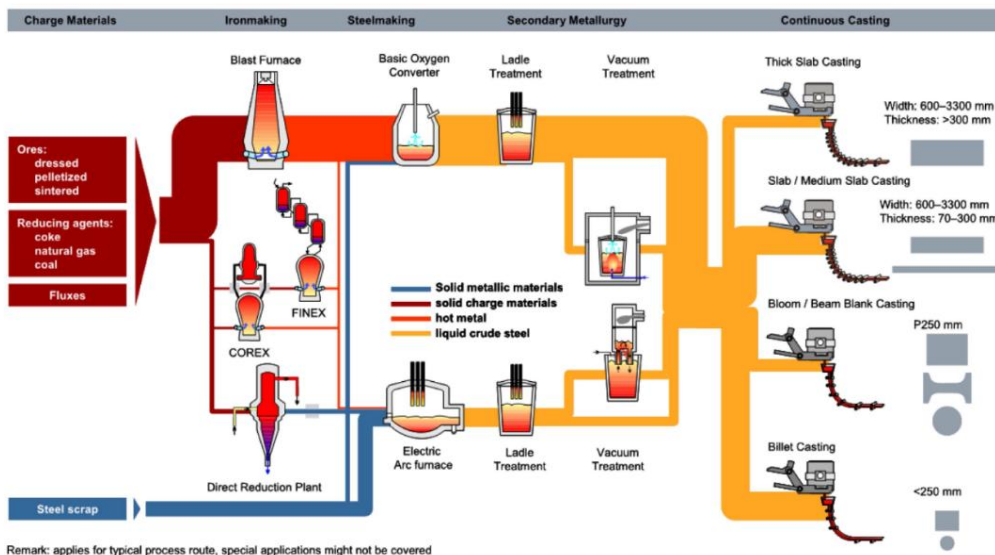 Charge Materials
Ironmaking
Steelmaking
Secondary Metallurgy
Continuous Casting
Blast Furnace
Basic Oxygen
Converter
Ladle
Treatment
Vacuum
Treatment
Thick Slab Casting
Width: 600–3300 mm
Thickness: >300 mm
Ores:
dressed
pelletized
sintered
Reducing agents:
coke
natural gas
coal
Fluxes
Slab / Medium Slab Casting
Width: 600–3300 mm
Thickness: 70–300 mm
FINEX
COREX
Solid metallic materials
solid charge materials
hot metal
liquid crude steel
Bloom / Beam Blank Casting
P250 mm
Direct Reduction Plant
Electric
Arc furnace
Ladle
Treatment
Vacuum
Treatment
Billet Casting
<250 mm
Steel scrap
Remark: applies for typical process route, special applications might not be covered